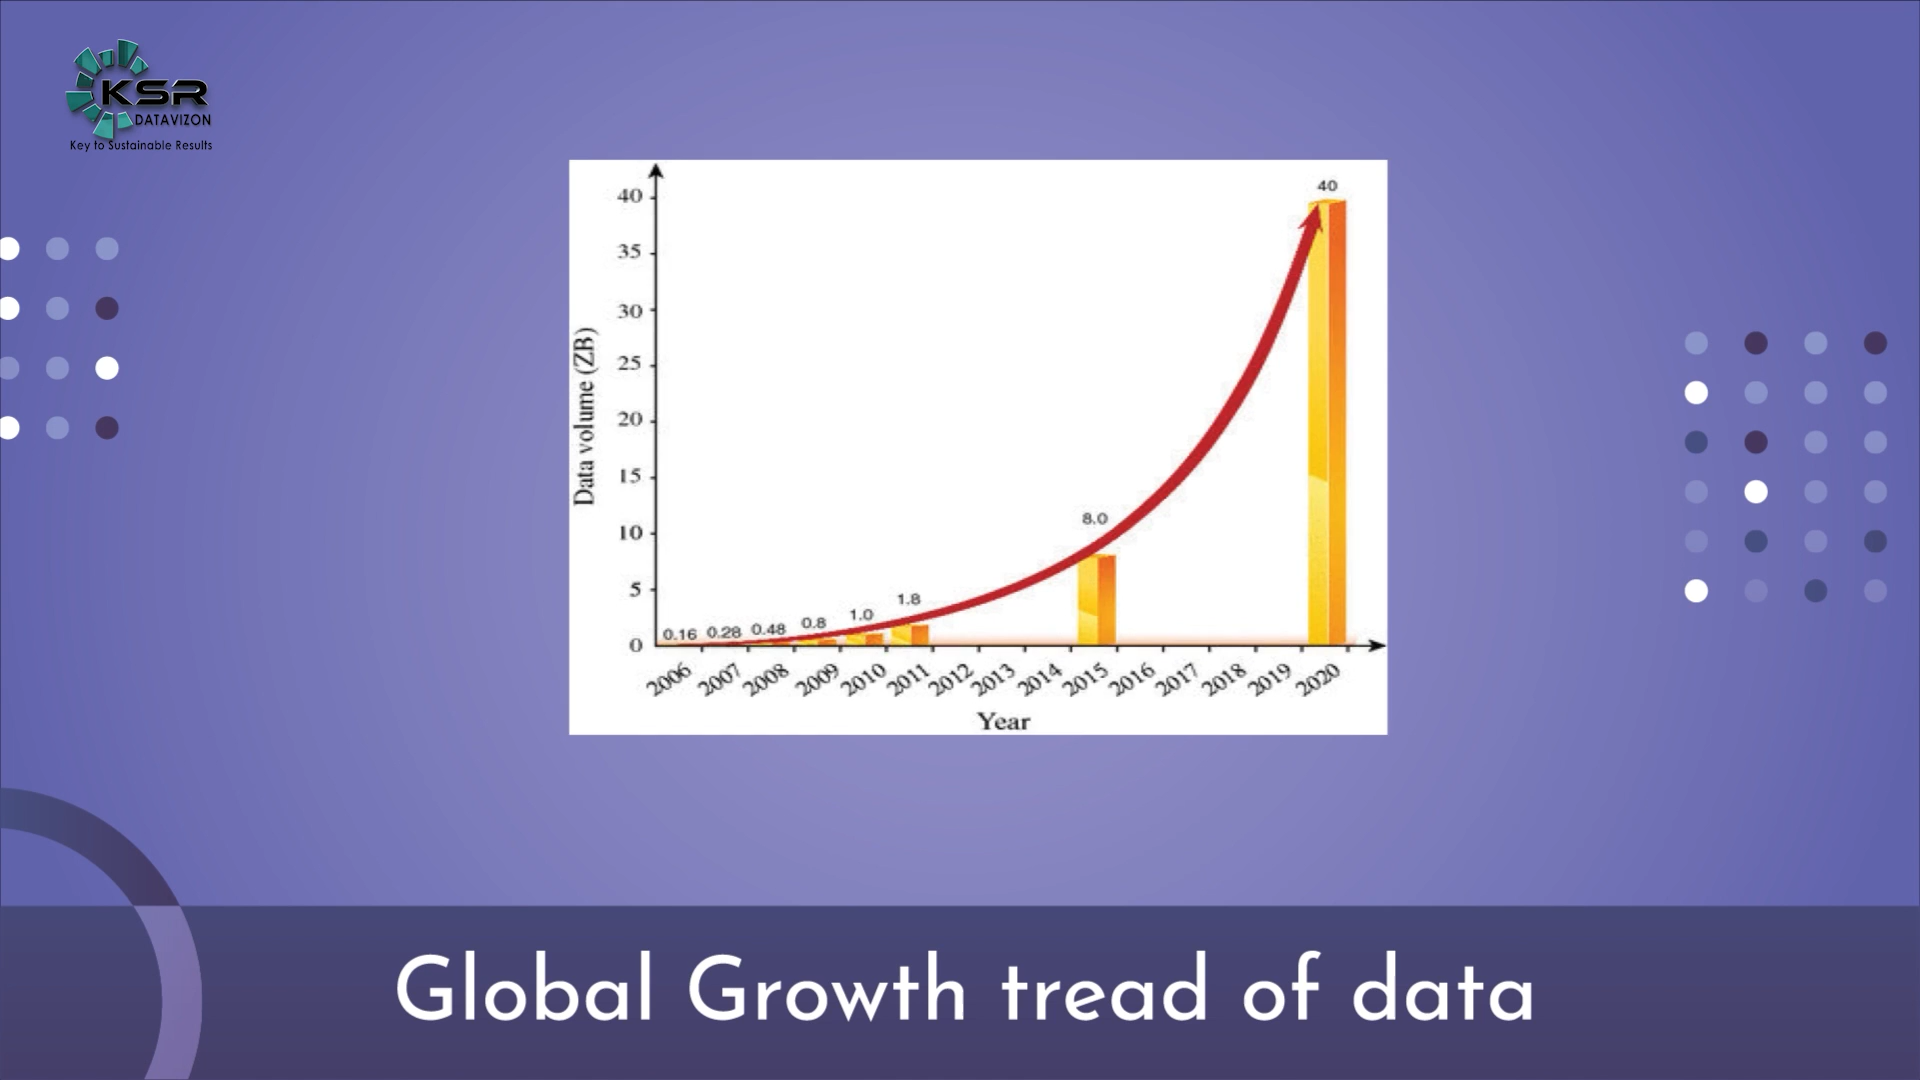 KSR
DATAVIZON
Key to Sustainable Results
40
40
35
30
25
20
15
10
5
0
Data volume (ZB)
0.16 0.28 0.48 0.8 1.0 1.8 8.0
2006 2007 2008 2009 2010 2011 2012 2013 2014 2015 2016 2017 2018 2019 2020
Year
Global Growth tread of data